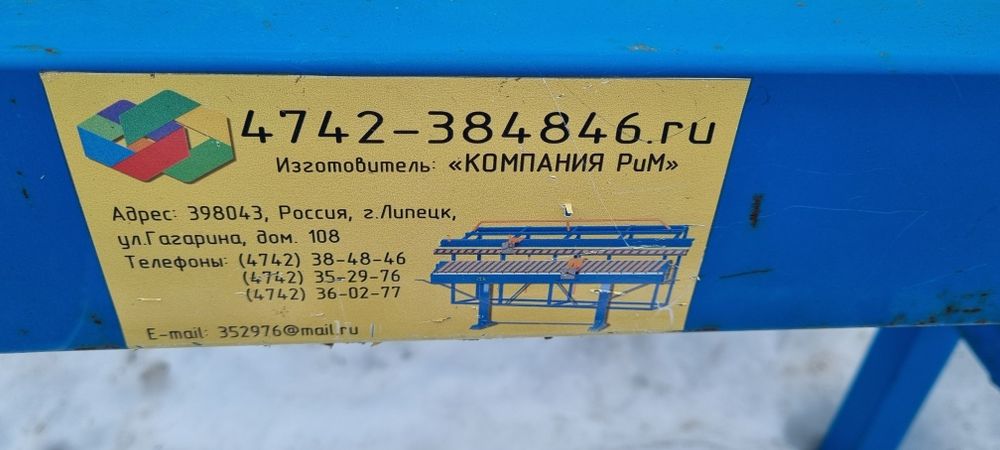 4742-384846.ru
Изготовитель: «КОМПАНИЯ РиМ»
Адрес: 398043, Россия, г.Липецк,
ул.Гагарина, дом. 108
Телефоны: (4742) 38-48-46
(4742) 35-29-76
(4742) 36-02-77
E-mail: 352976@mail.ru